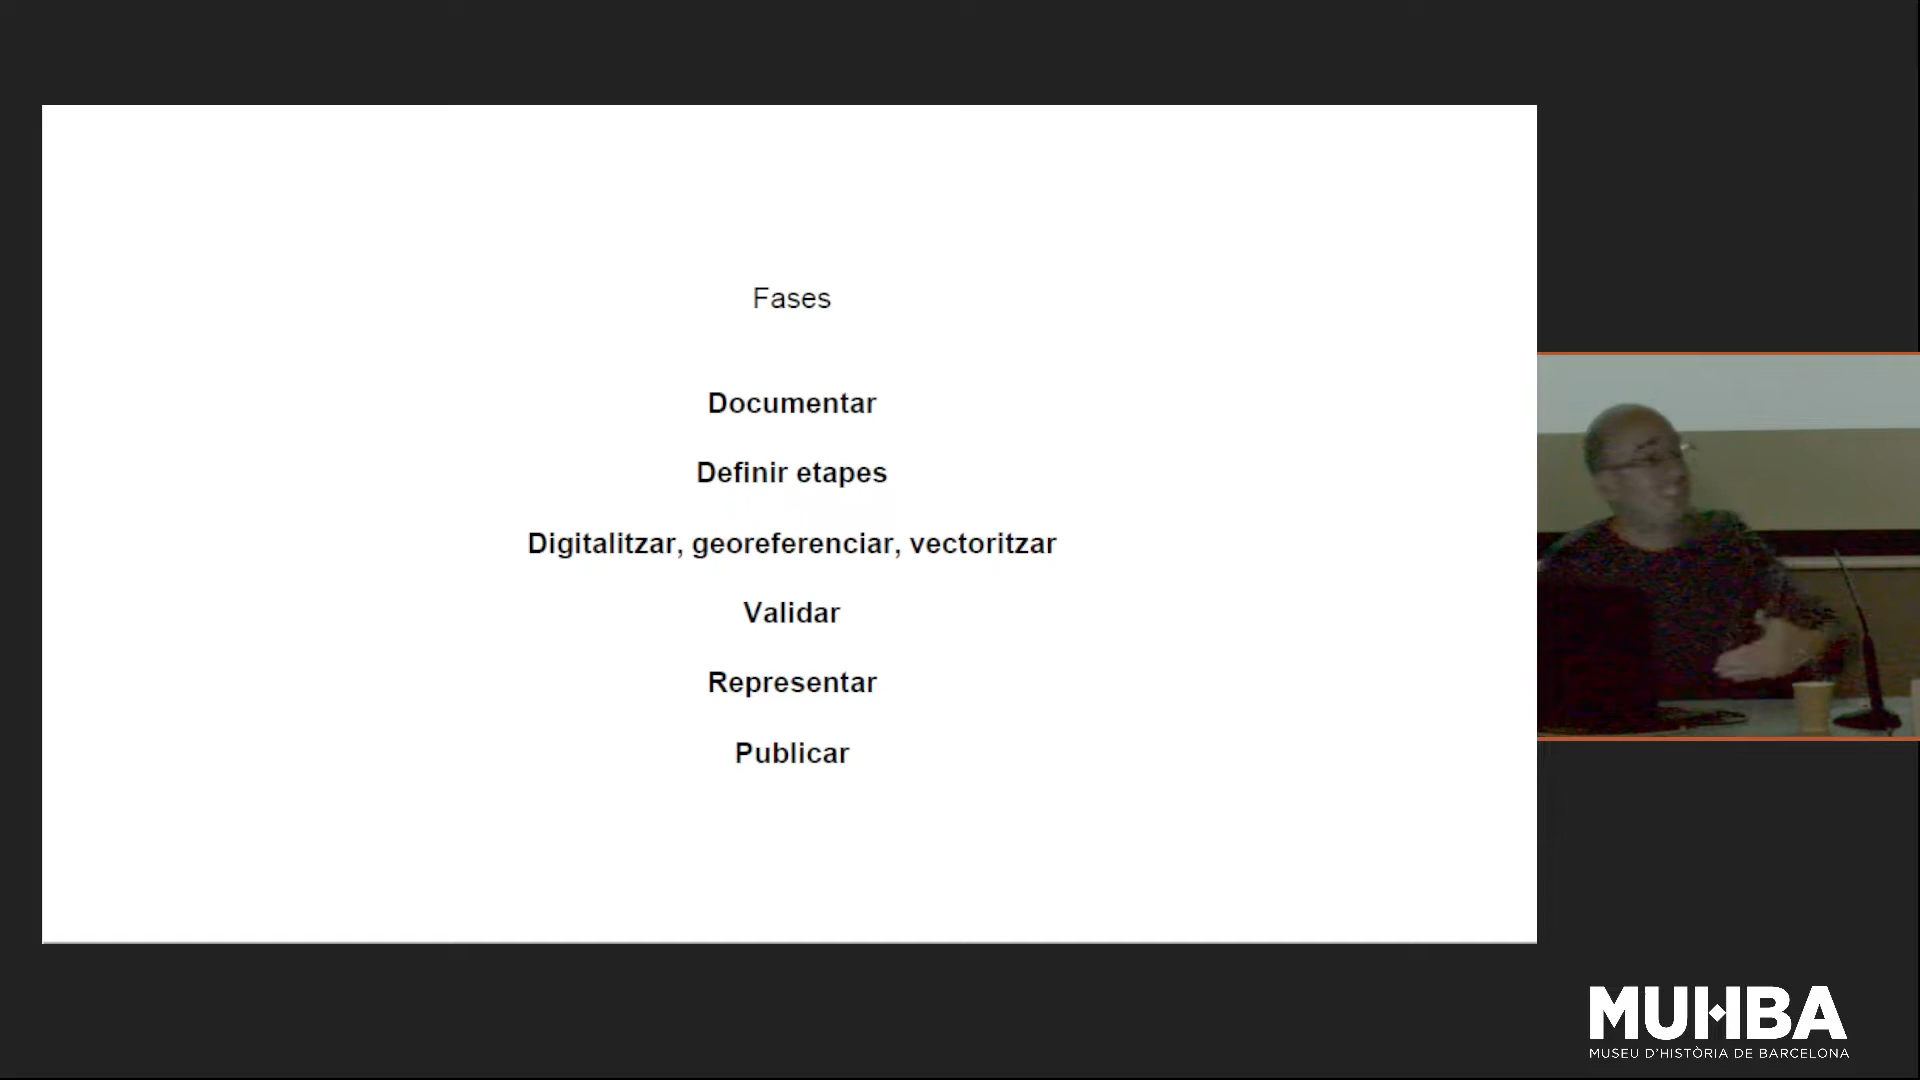 Fases
Documentar
Definir etapes
Digitalitzar, georeferenciar, vectoritzar
Validar
Representar
Publicar
MUHBA
MUSEU D'HISTÒRIA DE BARCELONA